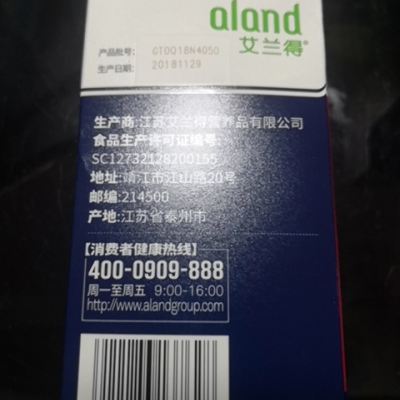 aland
艾兰得®
产品批号: GT0Q18N4050
生产日期: 20181129
生产商:江苏艾兰得营养品有限公司
食品生产许可证编号:
SC12732128200155
地址:靖江市江山路20号
邮编:214500
产地:江苏省泰州市
【消费者健康热线】
400-0909-888
周一至周五 9:00-16:00
http://www.alandgroup.com